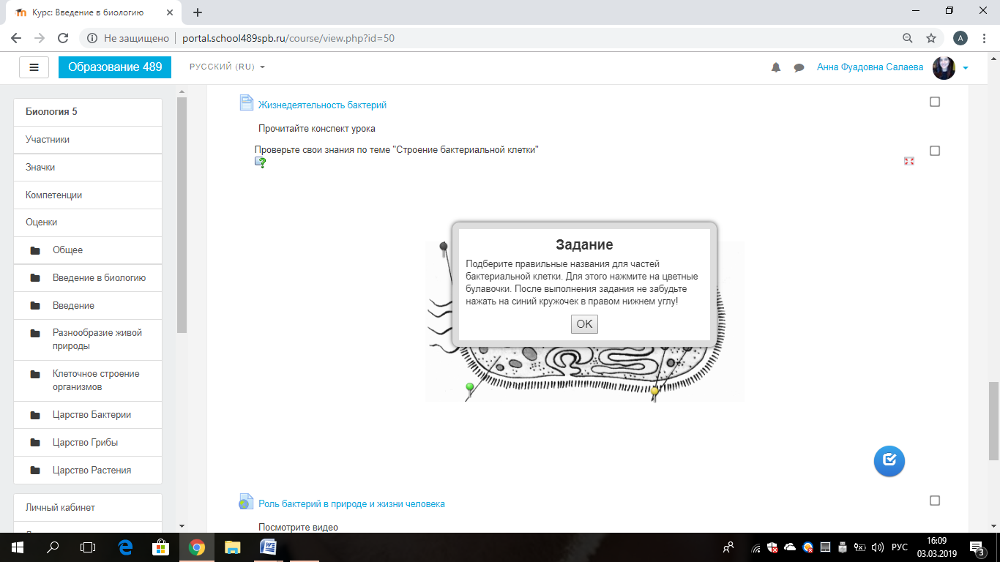 Курс: Введение в биологию
Не защищено
portal.school489spb.ru/course/view.php?id=50
A
Образование 489
РУССКИЙ (RU)
Анна Фуадовна Салаева
Биология 5
Участники
Значки
Компетенции
Оценки
Общее
Введение в биологию
Введение
Разнообразие живой
природы
Клеточное строение
организмов
Царство Бактерии
Царство Грибы
Царство Растения
Личный кабинет
Жизнедеятельность бактерий
Прочитайте конспект урока
Проверьте свои знания по теме "Строение бактериальной клетки"
Задание
Подберите правильные названия для частей
бактериальной клетки. Для этого нажмите на цветные
булавочки. После выполнения задания не забудьте
нажать на синий кружочек в правом нижнем углу!
OK
Роль бактерий в природе и жизни человека
Посмотрите видео
РУС
16:09
03.03.2019
3